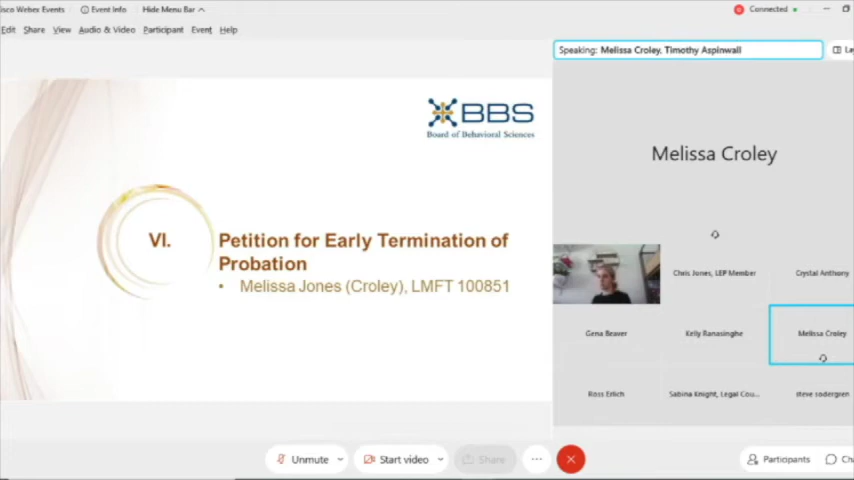 isco Webex Events Event Info Hide Menu Bar Connected
Edit Share View Audio & Video Participant Event Help
Speaking: Melissa Croley, Timothy Aspinwall
BBS
Board of Behavioral Sciences
Melissa Croley
VI.
Petition for Early Termination of
Probation
• Melissa Jones (Croley), LMFT 100851
Chris Jones, LEP Member Crystal Anthony
Gena Beaver Kelly Ranasinghe Melissa Croley
Ross Erlich Sabina Knight, Legal Cou... steve sodergren
Unmute Start video Share ... Participants Cha